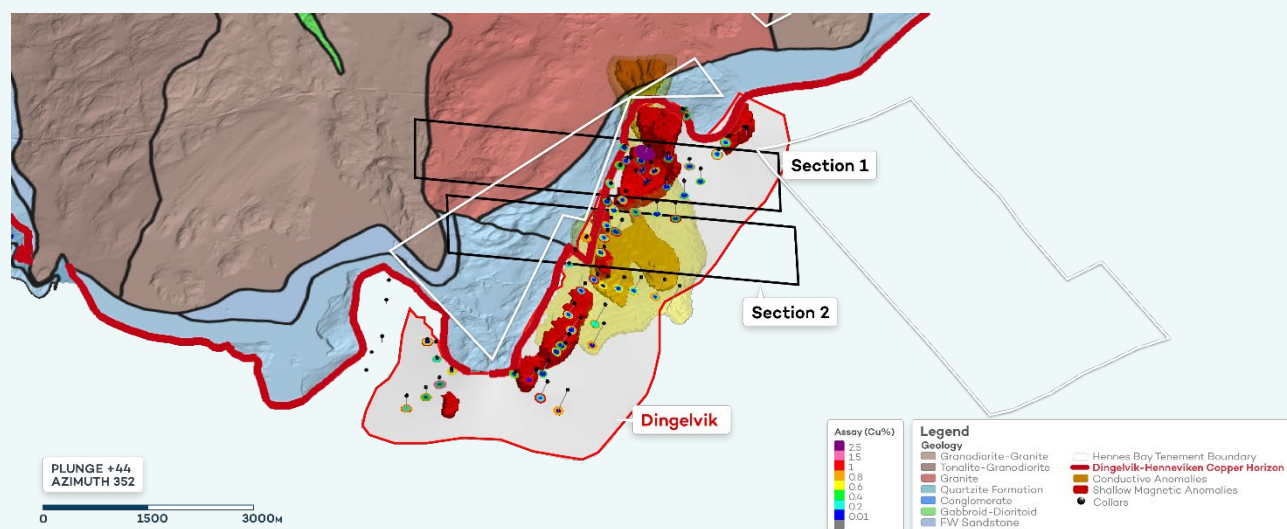 Section 1
Section 2
Dingelvik
PLUNGE +44
AZIMUTH 352
0 1500 3000M
Assay (Cu%)
2.5
1.5
1
0.8
0.6
0.4
0.2
0.01
Legend
Geology
Granodiorite-Granite
Tonalite-Granodiorite
Granite
Quartzite Formation
Conglomerate
Gabbroid-Dioritoid
FW Sandstone
Hennes Bay Tenement Boundary
Dingelvik-Henneviken Copper Horizon
Conductive Anomalies
Shallow Magnetic Anomalies
Collars